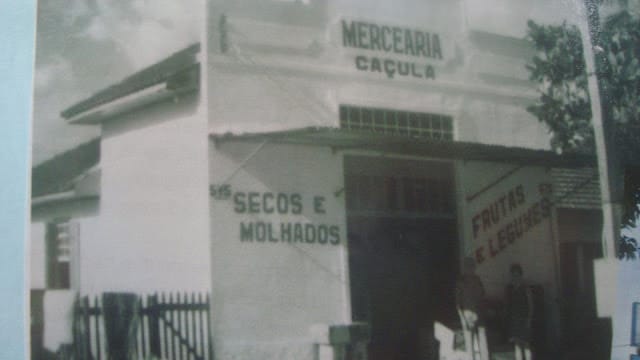 MERCEARIA
CAÇULA
SECOS E
MOLHADOS
FRUTAS
E LEGUMES